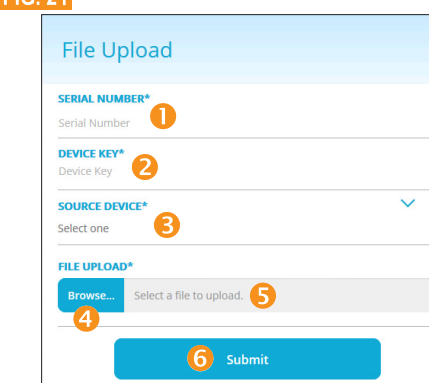 FIG. 21
File Upload
SERIAL NUMBER*
Serial Number 1
DEVICE KEY*
Device Key 2
SOURCE DEVICE*
Select one 3
FILE UPLOAD*
Browse... Select a file to upload. 5
4
6 Submit